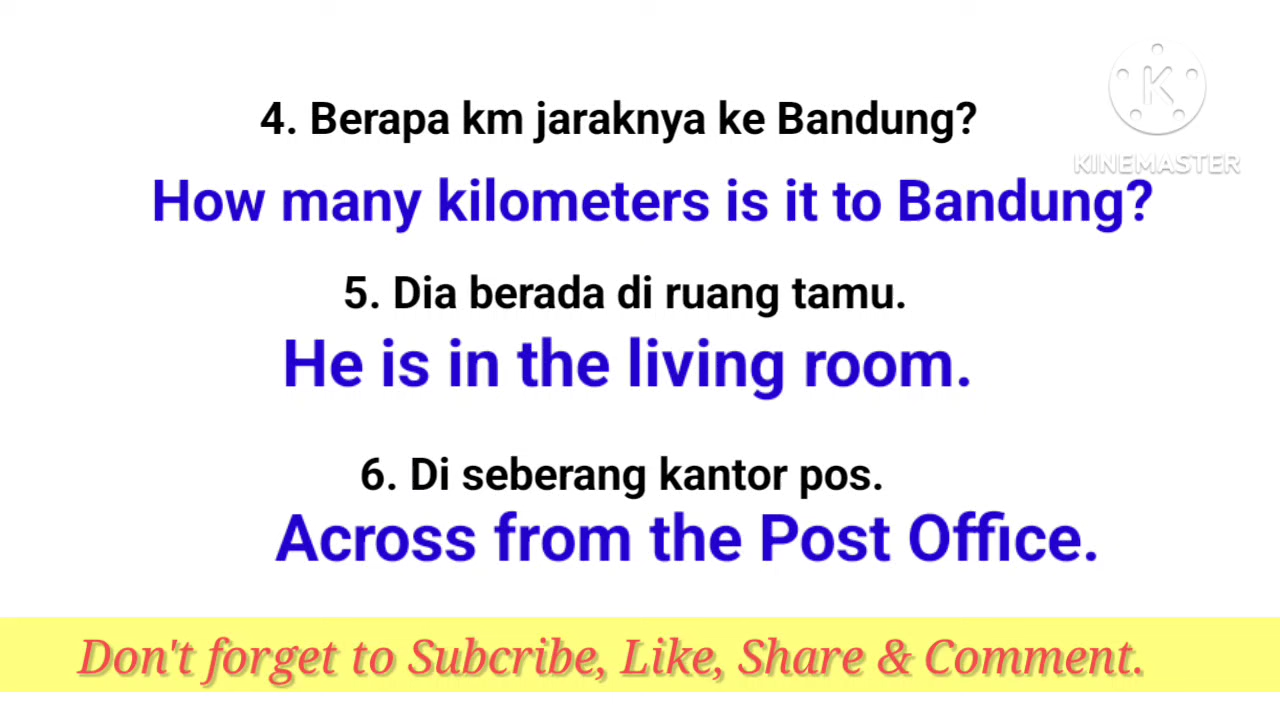 4. Berapa km jaraknya ke Bandung?
KINEMASTER
How many kilometers is it to Bandung?
5. Dia berada di ruang tamu.
He is in the living room.
6. Di seberang kantor pos.
Across from the Post Office.
Don't forget to Subcribe, Like, Share & Comment.